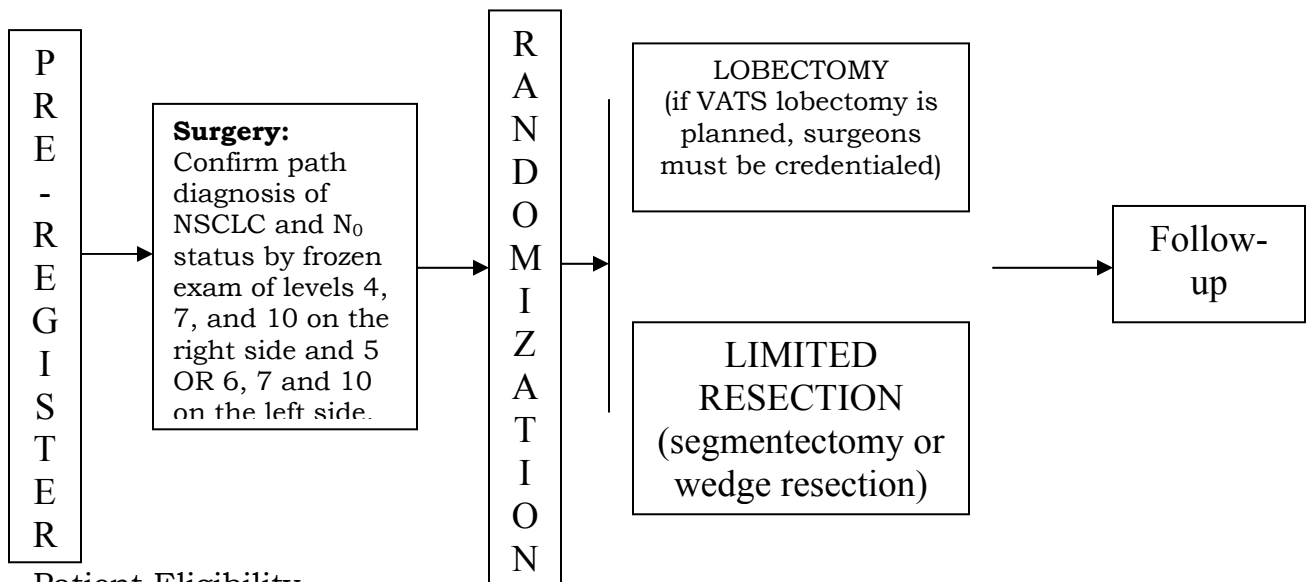 P
R
E
-
R
E
G
I
S
T
E
R
Surgery:
Confirm path
diagnosis of
NSCLC and N₀
status by frozen
exam of levels 4,
7, and 10 on the
right side and 5
OR 6, 7 and 10
on the left side.
R
A
N
D
O
M
I
Z
A
T
I
O
N
LOBECTOMY
(if VATS lobectomy is
planned, surgeons
must be credentialed)
LIMITED
RESECTION
(segmentectomy or
wedge resection)
Follow-
up
Patient Eligibility